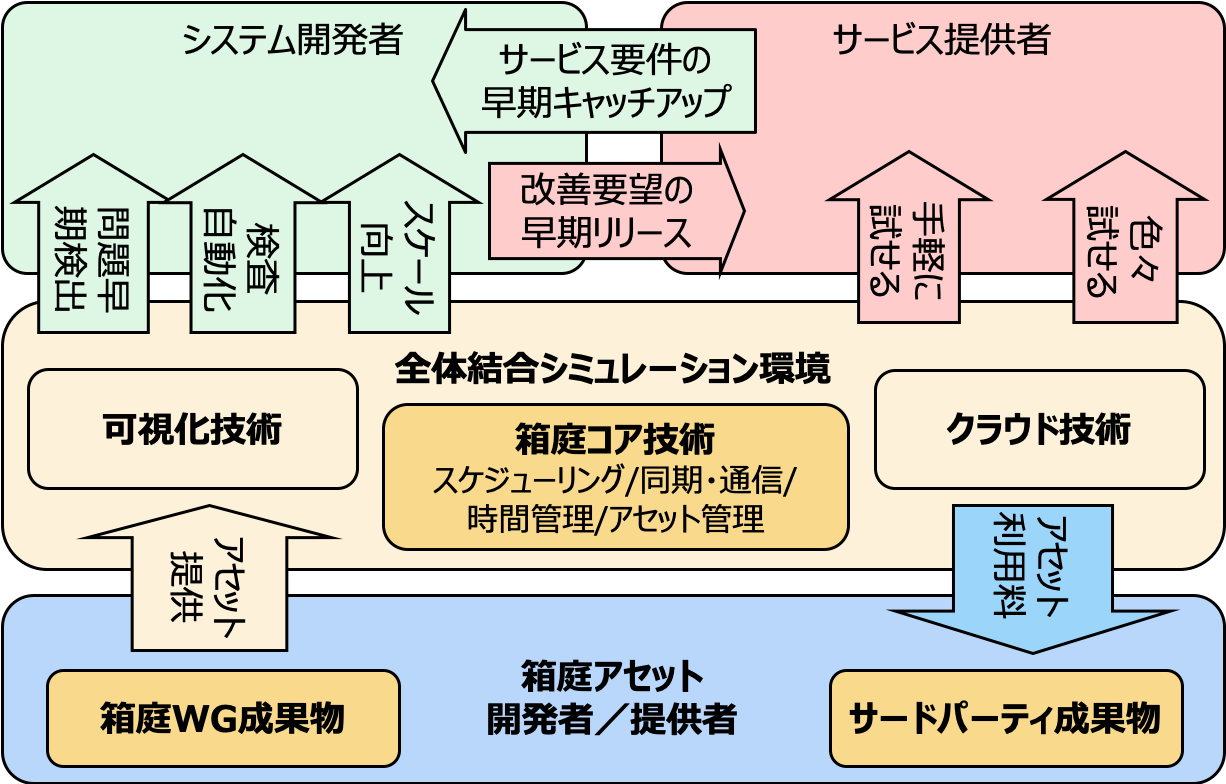 システム開発者
サービス提供者
サービス要件の
早期キャッチアップ
改善要望の
早期リリース
問題早
期検出
検査
自動化
スケール
向上
手軽に
試せる
色々
試せる
全体結合シミュレーション環境
可視化技術
箱庭コア技術
スケジューリング/同期・通信/
時間管理/アセット管理
クラウド技術
アセット
提供
アセット
利用料
箱庭アセット
開発者／提供者
箱庭WG成果物
サードパーティ成果物